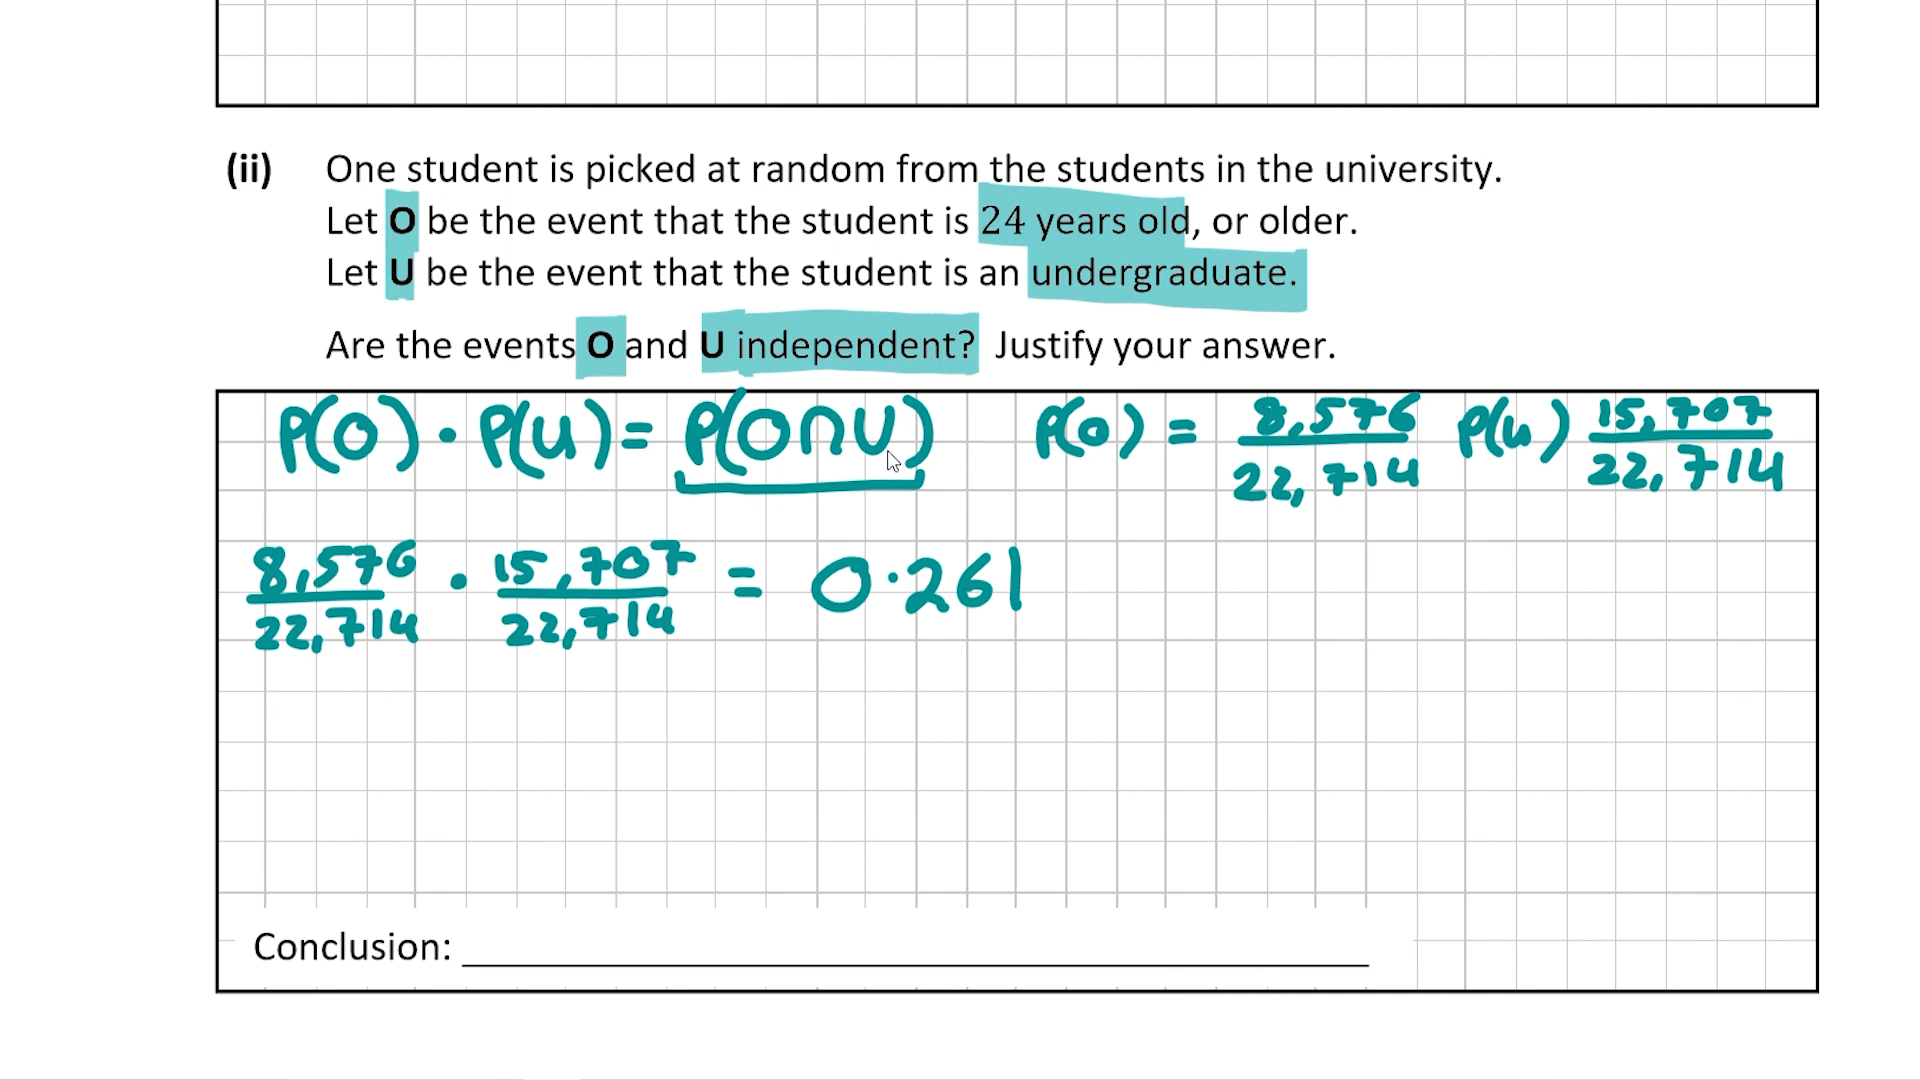 (ii) One student is picked at random from the students in the university.
Let O be the event that the student is 24 years old, or older.
Let U be the event that the student is an undergraduate.
Are the events O and U independent? Justify your answer.
P(O) · P(U) = P(O∩U) P(O) = 8,576/22,714 P(U) 15,707/22,714
8,576/22,714 · 15,707/22,714 = 0.261
Conclusion: